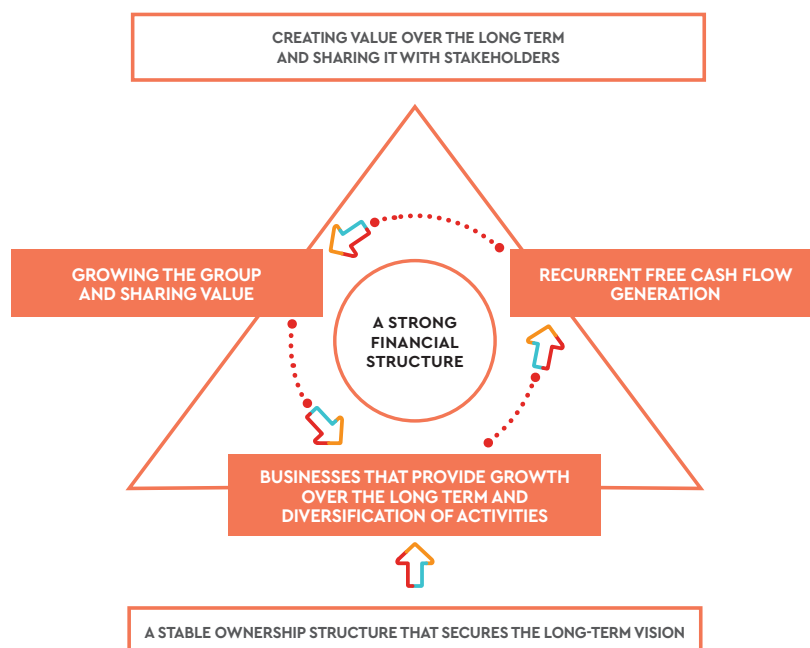 CREATING VALUE OVER THE LONG TERM
AND SHARING IT WITH STAKEHOLDERS
GROWING THE GROUP
AND SHARING VALUE
RECURRENT FREE CASH FLOW
GENERATION
A STRONG
FINANCIAL
STRUCTURE
BUSINESSES THAT PROVIDE GROWTH
OVER THE LONG TERM AND
DIVERSIFICATION OF ACTIVITIES
A STABLE OWNERSHIP STRUCTURE THAT SECURES THE LONG-TERM VISION